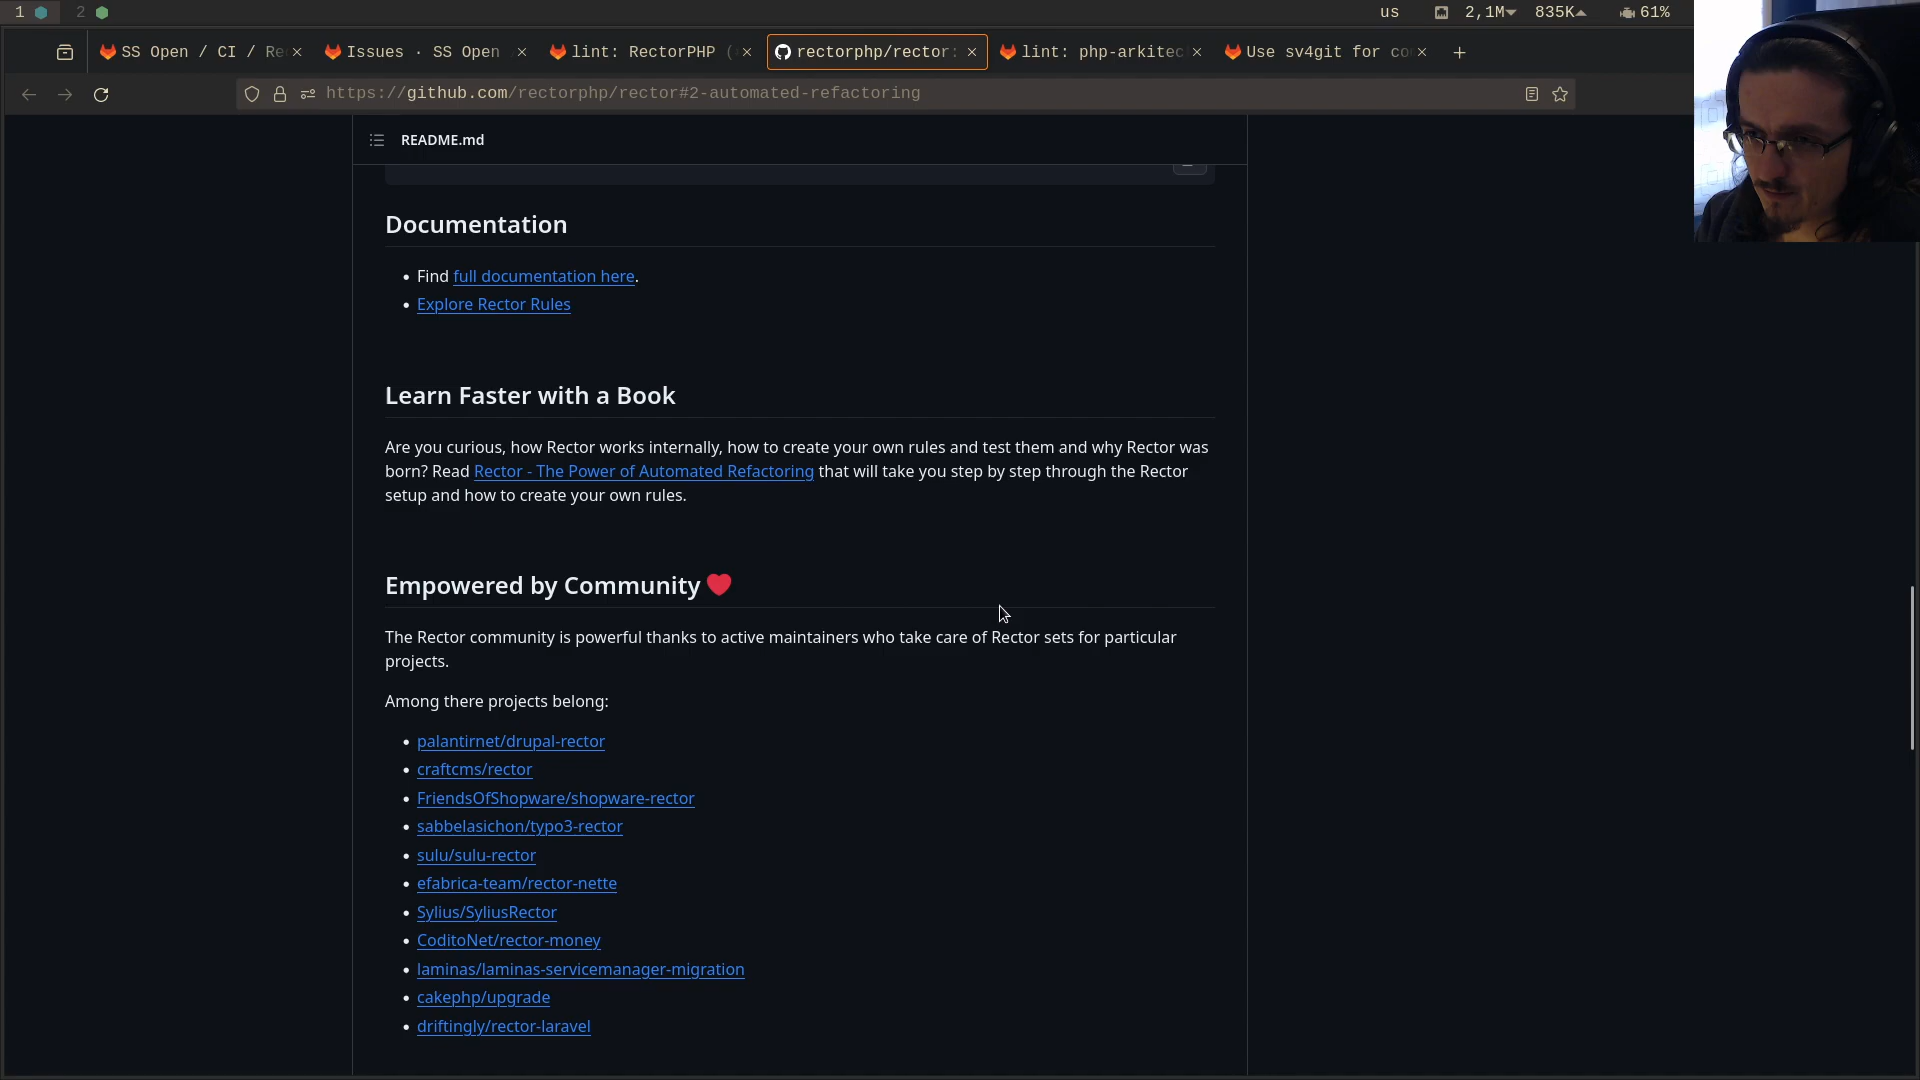 1 2 us 2,1M 835K 61%
SS Open / CI / Re Issues · SS Open lint: RectorPHP ( rectorphp/rector: lint: php-arkitec Use sv4git for co
https://github.com/rectorphp/rector#2-automated-refactoring
README.md
Documentation
Find full documentation here.
Explore Rector Rules
Learn Faster with a Book
Are you curious, how Rector works internally, how to create your own rules and test them and why Rector was
born? Read Rector - The Power of Automated Refactoring that will take you step by step through the Rector
setup and how to create your own rules.
Empowered by Community ❤️
The Rector community is powerful thanks to active maintainers who take care of Rector sets for particular
projects.
Among there projects belong:
palantirnet/drupal-rector
craftcms/rector
FriendsOfShopware/shopware-rector
sabbelasichon/typo3-rector
sulu/sulu-rector
efabrica-team/rector-nette
Sylius/SyliusRector
CoditoNet/rector-money
laminas/laminas-servicemanager-migration
cakephp/upgrade
driftingly/rector-laravel